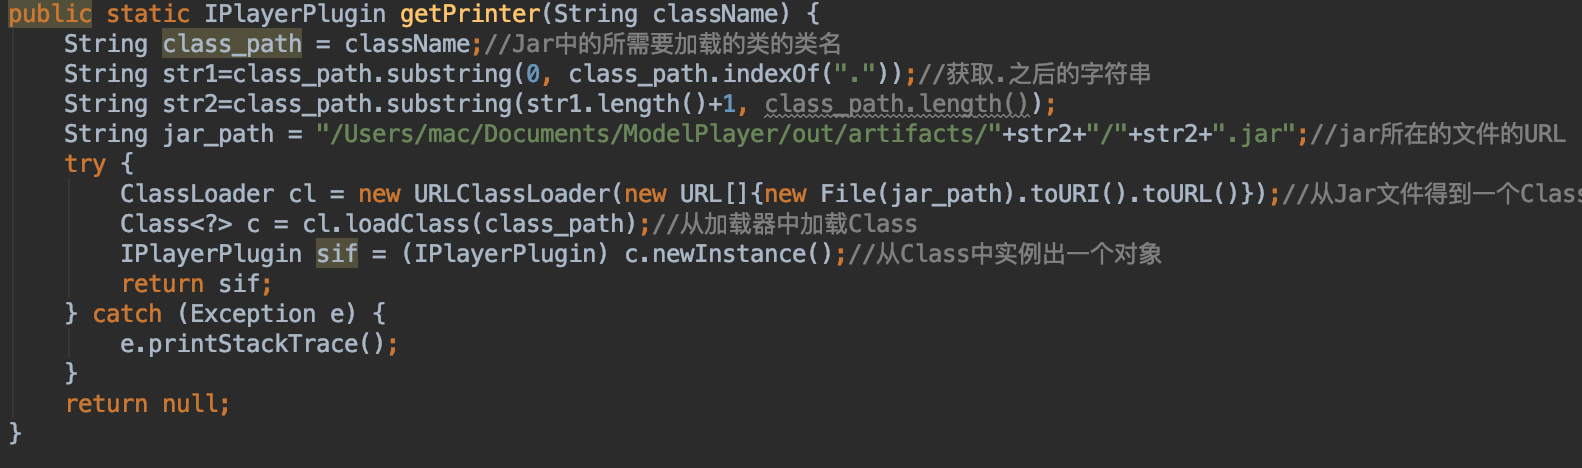 public static IPlayerPlugin getPrinter(String className) {
String class_path = className;//Jar中的所需要加载的类的类名
String str1=class_path.substring(0, class_path.indexOf("."));//获取.之后的字符串
String str2=class_path.substring(str1.length()+1, class_path.length());
String jar_path = "/Users/mac/Documents/ModelPlayer/out/artifacts/"+str2+"/"+str2+".jar";//jar所在的文件的URL
try {
ClassLoader cl = new URLClassLoader(new URL[]{new File(jar_path).toURI().toURL()});//从Jar文件得到一个Class
Class<?> c = cl.loadClass(class_path);//从加载器中加载Class
IPlayerPlugin sif = (IPlayerPlugin) c.newInstance();//从Class中实例出一个对象
return sif;
} catch (Exception e) {
e.printStackTrace();
}
return null;
}